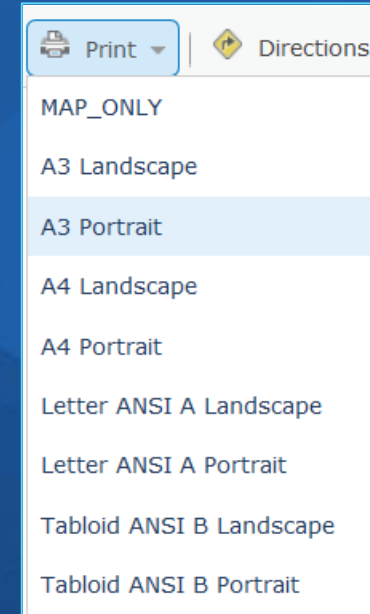 Print Directions
MAP_ONLY
A3 Landscape
A3 Portrait
A4 Landscape
A4 Portrait
Letter ANSI A Landscape
Letter ANSI A Portrait
Tabloid ANSI B Landscape
Tabloid ANSI B Portrait